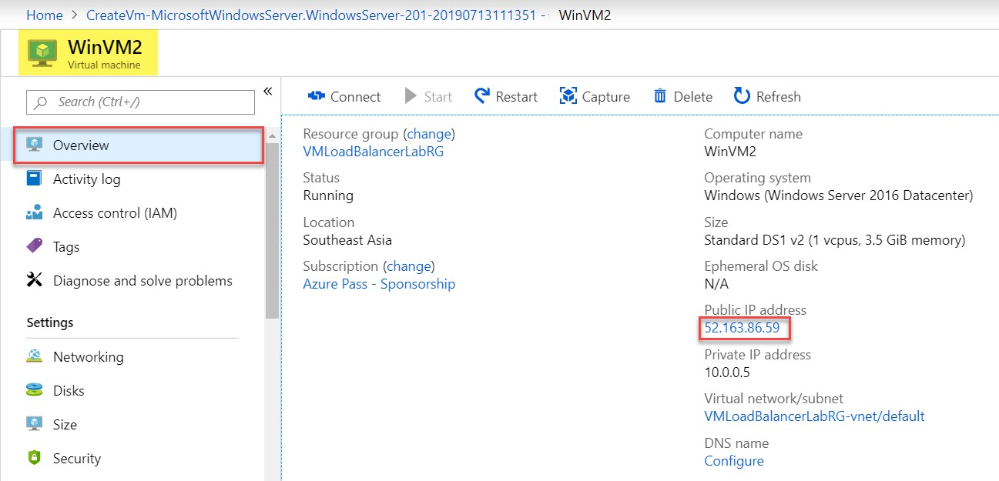 Home > CreateVm-MicrosoftWindowsServer.WindowsServer-201-20190713111351 - · WinVM2
WinVM2
Virtual machine
Search (Ctrl+/)
«
Overview
Activity log
Access control (IAM)
Tags
Diagnose and solve problems
Settings
Networking
Disks
Size
Security
Connect Start Restart Capture Delete Refresh
Resource group (change)
VMLoadBalancerLabRG
Status
Running
Location
Southeast Asia
Subscription (change)
Azure Pass - Sponsorship
Computer name
WinVM2
Operating system
Windows (Windows Server 2016 Datacenter)
Size
Standard DS1 v2 (1 vcpus, 3.5 GiB memory)
Ephemeral OS disk
N/A
Public IP address
52.163.86.59
Private IP address
10.0.0.5
Virtual network/subnet
VMLoadBalancerLabRG-vnet/default
DNS name
Configure